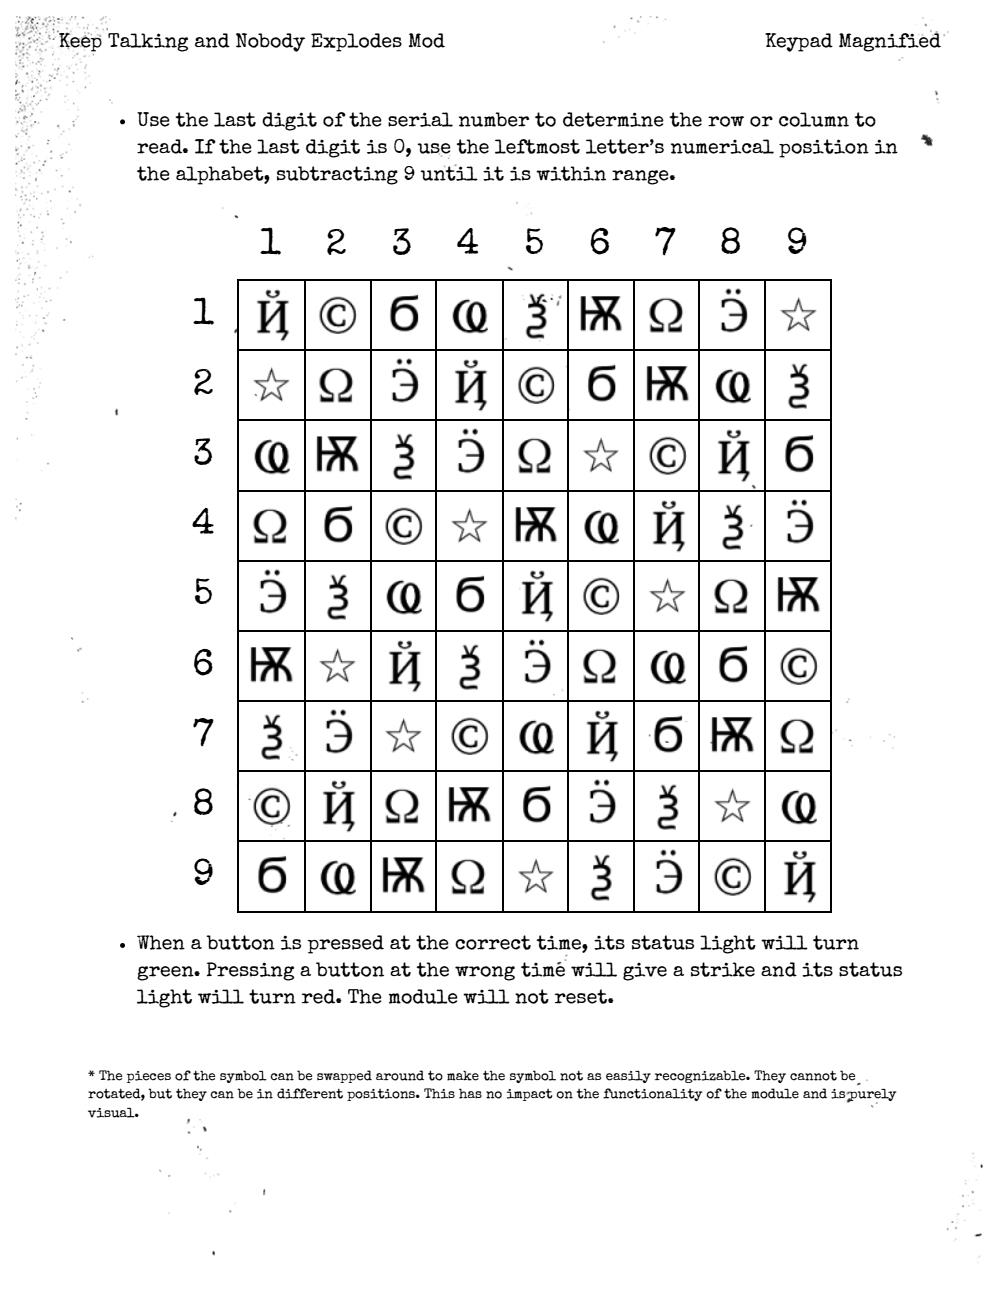 Keep Talking and Nobody Explodes Mod
Keypad Magnified
• Use the last digit of the serial number to determine the row or column to
read. If the last digit is 0, use the leftmost letter's numerical position in
the alphabet, subtracting 9 until it is within range.
1 2 3 4 5 6 7 8 9
1 Ҋ © б Ҩ Ѯ Ѭ Ω Ӭ ☆
2 ☆ Ω Ӭ Ҋ © б Ѭ Ҩ Ѯ
3 Ҩ Ѭ Ѯ Ӭ Ω ☆ © Ҋ б
4 Ω б © ☆ Ѭ Ҩ Ҋ Ѯ Ӭ
5 Ӭ Ѯ Ҩ б Ҋ © ☆ Ω Ѭ
6 Ѭ ☆ Ҋ Ѯ Ӭ Ω Ҩ б ©
7 Ѯ Ӭ ☆ © Ҩ Ҋ б Ѭ Ω
8 © Ҋ Ω Ѭ б Ӭ Ѯ ☆ Ҩ
9 б Ҩ Ѭ Ω ☆ Ѯ Ӭ © Ҋ
• When a button is pressed at the correct time, its status light will turn
green. Pressing a button at the wrong time will give a strike and its status
light will turn red. The module will not reset.
* The pieces of the symbol can be swapped around to make the symbol not as easily recognizable. They cannot be
rotated, but they can be in different positions. This has no impact on the functionality of the module and is purely
visual.